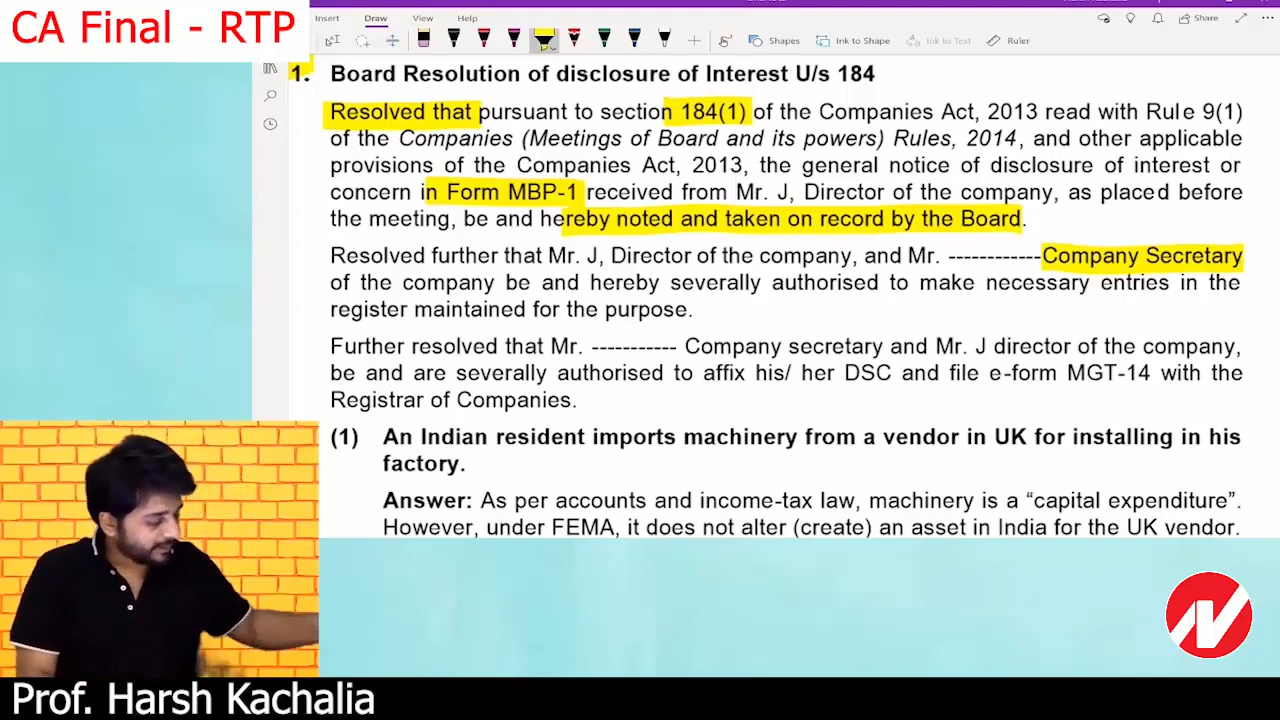 CA Final - RTP
Insert Draw View Help
Share
Shapes Ink to Shape Ink to Text Ruler
1. Board Resolution of disclosure of Interest U/s 184
Resolved that pursuant to section 184(1) of the Companies Act, 2013 read with Rule 9(1)
of the Companies (Meetings of Board and its powers) Rules, 2014, and other applicable
provisions of the Companies Act, 2013, the general notice of disclosure of interest or
concern in Form MBP-1 received from Mr. J, Director of the company, as placed before
the meeting, be and hereby noted and taken on record by the Board.
Resolved further that Mr. J, Director of the company, and Mr. ------------Company Secretary
of the company be and hereby severally authorised to make necessary entries in the
register maintained for the purpose.
Further resolved that Mr. ----------- Company secretary and Mr. J director of the company,
be and are severally authorised to affix his/ her DSC and file e-form MGT-14 with the
Registrar of Companies.
(1) An Indian resident imports machinery from a vendor in UK for installing in his
factory.
Answer: As per accounts and income-tax law, machinery is a “capital expenditure”.
However, under FEMA, it does not alter (create) an asset in India for the UK vendor.
Prof. Harsh Kachalia